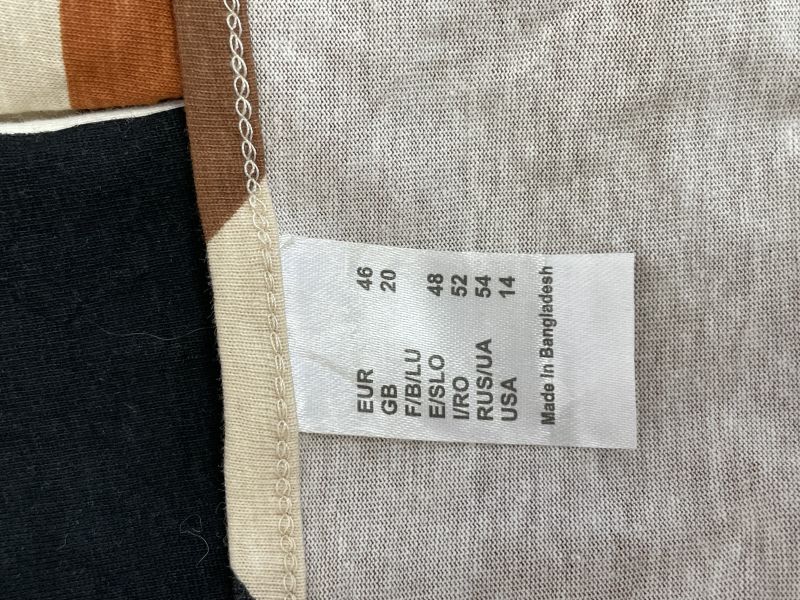 EUR 46
GB 20
F/B/LU
E/SLO 48
I/RO 52
RUS/UA 54
USA 14
Made in Bangladesh